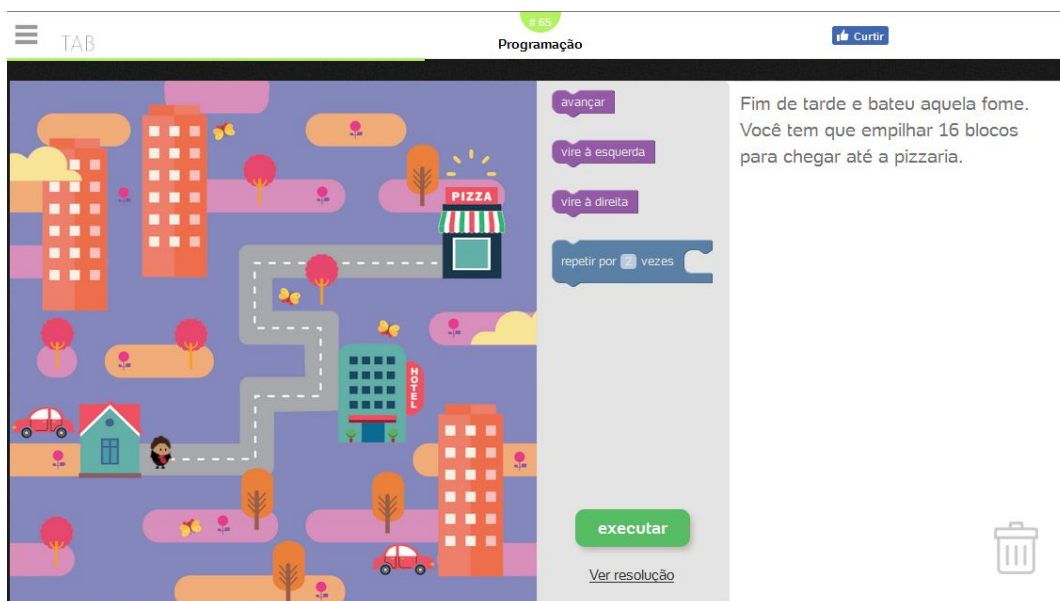 #65
TAB
Programação
Curtir
avançar
Fim de tarde e bateu aquela fome.
Você tem que empilhar 16 blocos
para chegar até a pizzaria.
vire à esquerda
vire à direita
PIZZA
repetir por 2 vezes
HOTEL
executar
Ver resolução